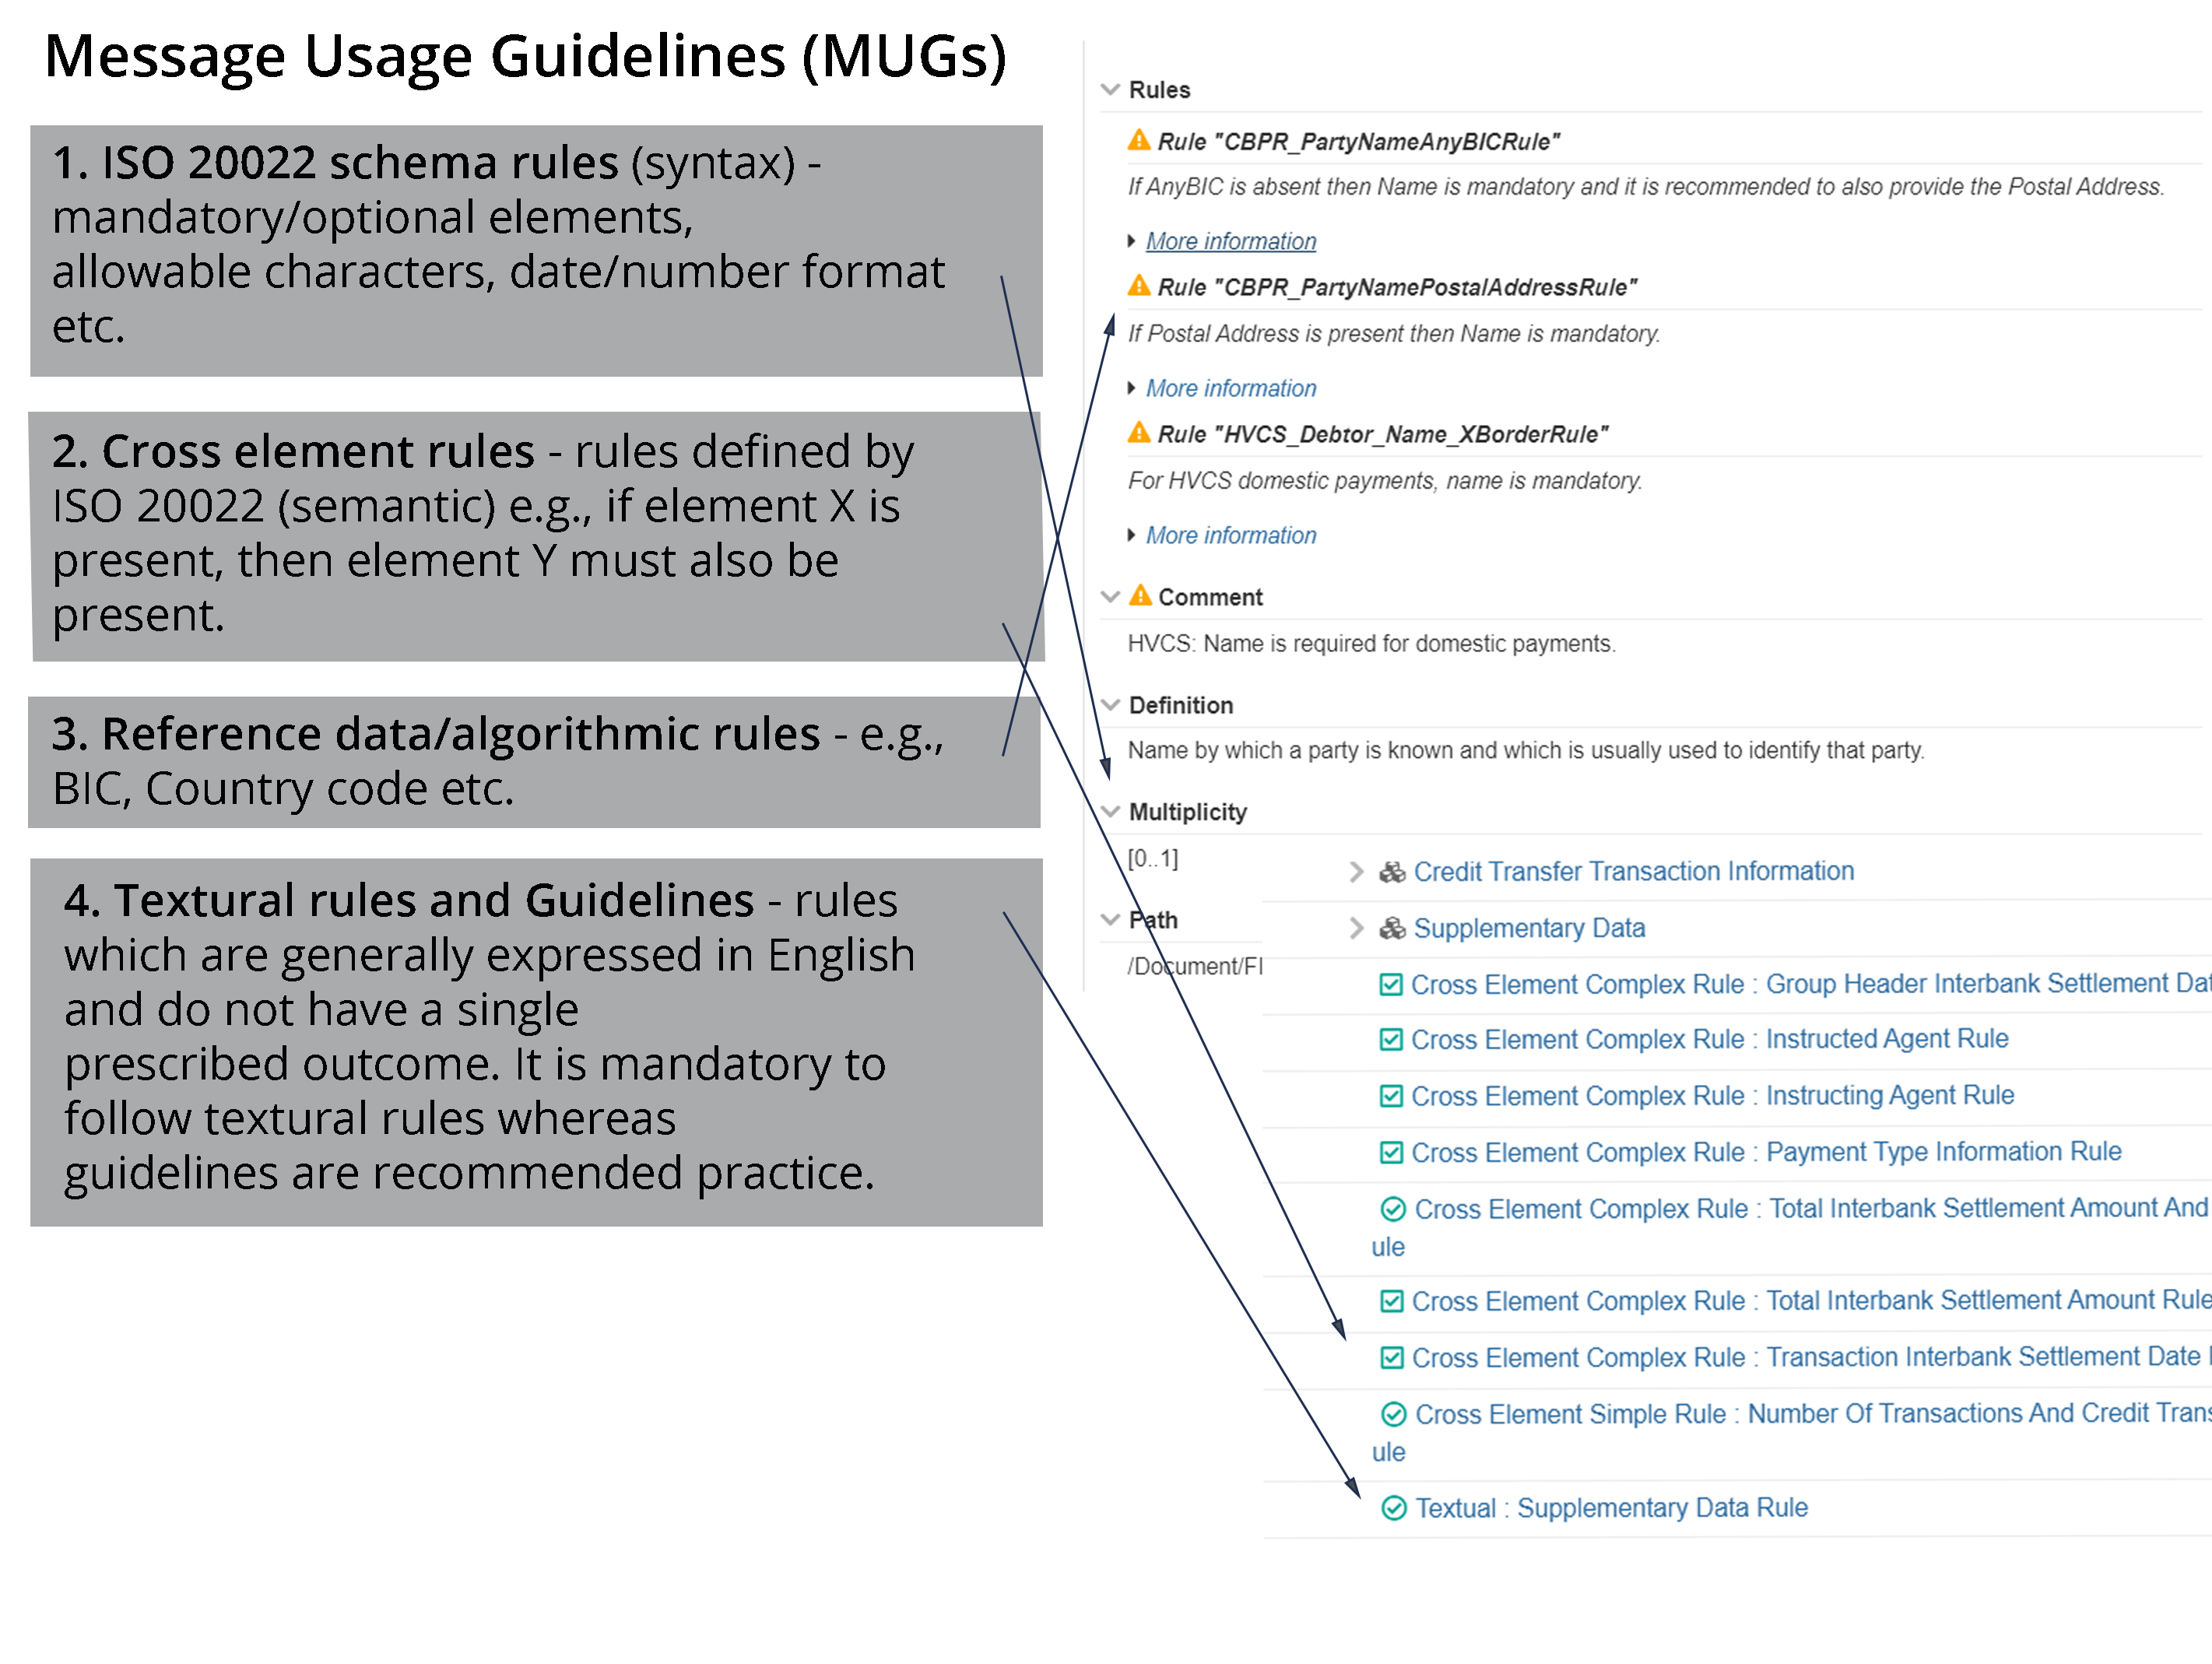 Message Usage Guidelines (MUGs)
1. ISO 20022 schema rules (syntax) -
mandatory/optional elements,
allowable characters, date/number format
etc.
2. Cross element rules - rules defined by
ISO 20022 (semantic) e.g., if element X is
present, then element Y must also be
present.
3. Reference data/algorithmic rules - e.g.,
BIC, Country code etc.
4. Textural rules and Guidelines - rules
which are generally expressed in English
and do not have a single
prescribed outcome. It is mandatory to
follow textural rules whereas
guidelines are recommended practice.
Rules
Rule "CBPR_PartyNameAnyBICRule"
If AnyBIC is absent then Name is mandatory and it is recommended to also provide the Postal Address.
More information
Rule "CBPR_PartyNamePostalAddressRule"
If Postal Address is present then Name is mandatory.
More information
Rule "HVCS_Debtor_Name_XBorderRule"
For HVCS domestic payments, name is mandatory.
More information
Comment
HVCS: Name is required for domestic payments.
Definition
Name by which a party is known and which is usually used to identify that party.
Multiplicity
[0..1]
Path
/Document/FI
Credit Transfer Transaction Information
Supplementary Data
Cross Element Complex Rule : Group Header Interbank Settlement Dat
Cross Element Complex Rule : Instructed Agent Rule
Cross Element Complex Rule : Instructing Agent Rule
Cross Element Complex Rule : Payment Type Information Rule
Cross Element Complex Rule : Total Interbank Settlement Amount And
ule
Cross Element Complex Rule : Total Interbank Settlement Amount Rule
Cross Element Complex Rule : Transaction Interbank Settlement Date
Cross Element Simple Rule : Number Of Transactions And Credit Trans
ule
Textual : Supplementary Data Rule